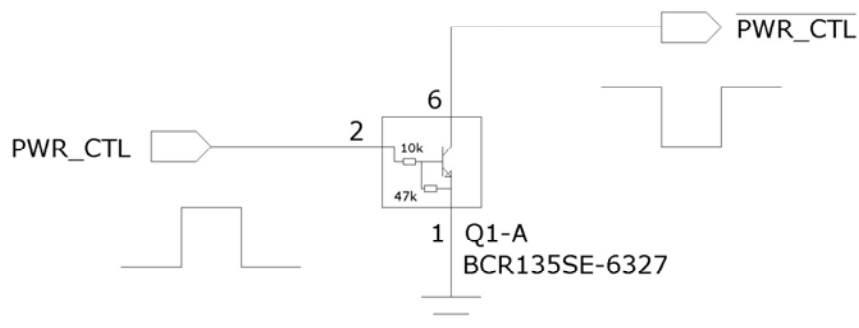 PWR_CTL
6
2
PWR_CTL
10k
47k
1
Q1-A
BCR135SE-6327